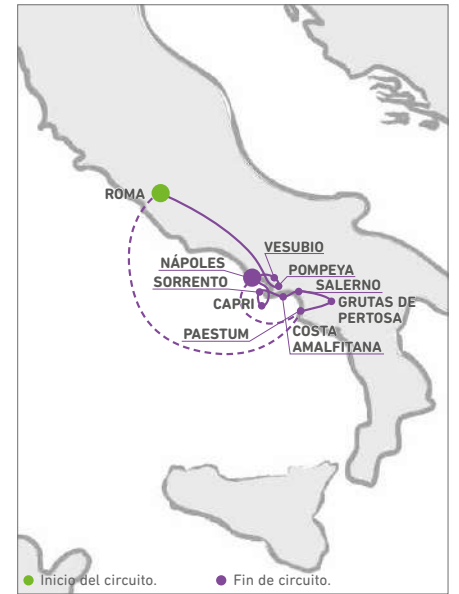 ROMA
VESUBIO
NÁPOLES
POMPEYA
SORRENTO
SALERNO
CAPRI
GRUTAS DE
PERTOSA
PAESTUM
COSTA
AMALFITANA
Inicio del circuito.
Fin de circuito.